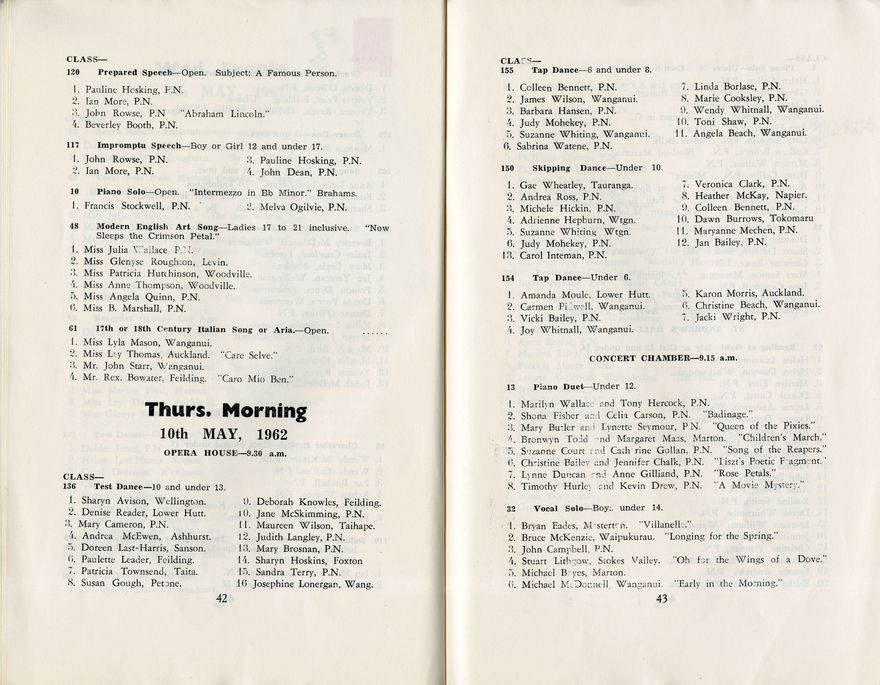 CLASS—
120 Prepared Speech—Open. Subject: A Famous Person.
1. Pauline Hosking, P.N.
2. Ian More, P.N.
3. John Rowse, P.N "Abraham Lincoln."
4. Beverley Booth, P.N.
117 Impromptu Speech—Boy or Girl 12 and under 17.
1. John Rowse, P.N. 3. Pauline Hosking, P.N.
2. Ian More, P.N. 4. John Dean, P.N.
10 Piano Solo—Open. "Intermezzo in Bb Minor." Brahams.
1. Francis Stockwell, P.N. 2. Melva Ogilvie, P.N.
48 Modern English Art Song—Ladies 17 to 21 inclusive. "Now
Sleeps the Crimson Petal."
1. Miss Julia Wallace P.N.
2. Miss Glenyse Roughton, Levin.
3. Miss Patricia Hutchinson, Woodville.
4. Miss Anne Thompson, Woodville.
5. Miss Angela Quinn, P.N.
6. Miss B. Marshall, P.N.
61 17th or 18th Century Italian Song or Aria.—Open. ......
1. Miss Lyla Mason, Wanganui.
2. Miss Ley Thomas, Auckland. "Care Selve."
3. Mr. John Starr, Wanganui.
4. Mr. Rex. Bowater, Feilding. "Caro Mio Ben."
Thurs. Morning
10th MAY, 1962
OPERA HOUSE—9.30 a.m.
CLASS—
136 Test Dance—10 and under 13.
1. Sharyn Avison, Wellington. 9. Deborah Knowles, Feilding.
2. Denise Reader, Lower Hutt. 10. Jane McSkimming, P.N.
3. Mary Cameron, P.N. 11. Maureen Wilson, Taihape.
4. Andrea McEwen, Ashhurst. 12. Judith Langley, P.N.
5. Doreen Last-Harris, Sanson. 13. Mary Brosnan, P.N.
6. Paulette Leader, Feilding. 14. Sharyn Hoskins, Foxton
7. Patricia Townsend, Taita. 15. Sandra Terry, P.N.
8. Susan Gough, Petone. 16 Josephine Lonergan, Wang.
42
CLASS—
155 Tap Dance—6 and under 8.
1. Colleen Bennett, P.N. 7. Linda Borlase, P.N.
2. James Wilson, Wanganui. 8. Marie Cooksley, P.N.
3. Barbara Hansen, P.N. 9. Wendy Whitnall, Wanganui.
4. Judy Mohekey, P.N. 10. Toni Shaw, P.N.
5. Suzanne Whiting, Wanganui. 11. Angela Beach, Wanganui.
6. Sabrina Watene, P.N.
150 Skipping Dance—Under 10.
1. Gae Wheatley, Tauranga. 7. Veronica Clark, P.N.
2. Andrea Ross, P.N. 8. Heather McKay, Napier.
3. Michele Hickin, P.N. 9. Colleen Bennett, P.N.
4. Adrienne Hepburn, Wtgn. 10. Dawn Burrows, Tokomaru
5. Suzanne Whiting Wtgn. 11. Maryanne Mechen, P.N.
6. Judy Mohekey, P.N. 12. Jan Bailey, P.N.
13. Carol Inteman, P.N.
154 Tap Dance—Under 6.
1. Amanda Moule, Lower Hutt. 5. Karon Morris, Auckland.
2. Carmen Wanganui. 6. Christine Beach, Wanganui.
3. Vicki Bailey, P.N. 7. Jacki Wright, P.N.
4. Joy Whitnall, Wanganui.
CONCERT CHAMBER—9.15 a.m.
13 Piano Duet—Under 12.
1. Marilyn Wallace and Tony Hercock, P.N.
2. Shona Fisher and Celia Carson, P.N. "Badinage."
3. Mary Butler and Lynette Seymour, P.N. "Queen of the Pixies."
4. Bronwyn Todd and Margaret Maas, Marton. "Children's March."
5. Suzanne Court and Catherine Gollan, P.N. "Song of the Reapers."
6. Christine Bailey and Jennifer Chalk, P.N. "Liszt's Poetic Fragment."
7. Lynne Duncan and Anne Gilliand, P.N. "Rose Petals."
8. Timothy Hurley and Kevin Drew, P.N. "A Movie Mystery."
32 Vocal Solo—Boys. under 14.
1. Bryan Eades, Masterton. "Villanelle."
2. Bruce McKenzie, Waipukurau. "Longing for the Spring."
3. John Campbell, P.N.
4. Stuart Lithgow, Stokes Valley. "Oh for the Wings of a Dove."
5. Michael Marton.
6. Michael McDonnell, Wanganui. "Early in the Morning."
43